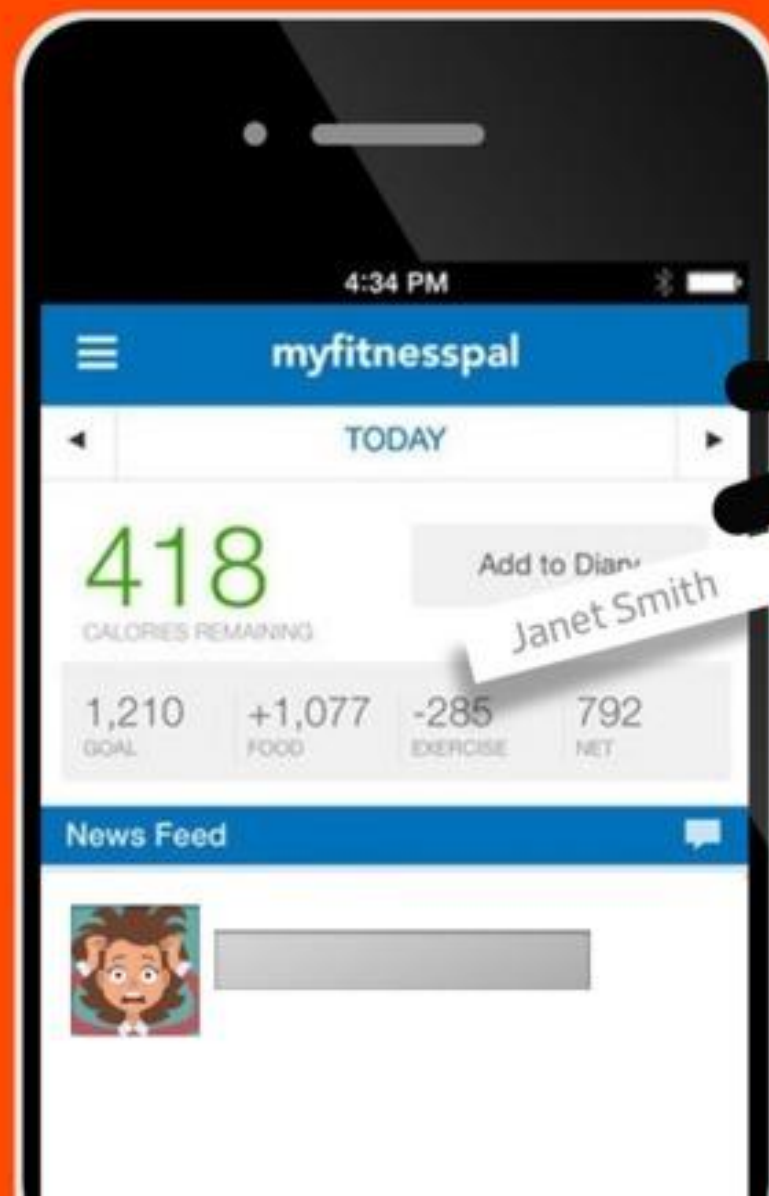 4:34 PM
myfitnesspal
TODAY
418
Add to Diary
CALORIES REMAINING
Janet Smith
1,210 +1,077 -285 792
GOAL FOOD EXERCISE NET
News Feed